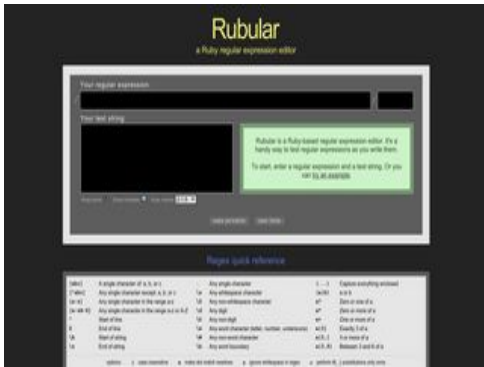 Rubular
a Ruby regular expression editor
Your regular expression
/ /
Your test string
Rubular is a Ruby-based regular expression editor. It's a
handy way to test regular expressions as you write them.
To start, enter a regular expression and a test string. Or you
can try an example.
Regex quick reference
[abc] A single character of: a, b, or c
. Any single character
(...) Capture everything enclosed
[^abc] Any single character except: a, b, or c
\s Any whitespace character
(a|b) a or b
[a-z] Any single character in the range a-z
\S Any non-whitespace character
a? Zero or one of a
[a-zA-Z] Any single character in the range a-z or A-Z
\d Any digit
a* Zero or more of a
^ Start of line
\D Any non-digit
a+ One or more of a
$ End of line
\w Any word character (letter, number, underscore)
a{3} Exactly 3 of a
\A Start of string
\W Any non-word character
a{3,} 3 or more of a
\z End of string
\b Any word boundary
a{3,6} Between 3 and 6 of a